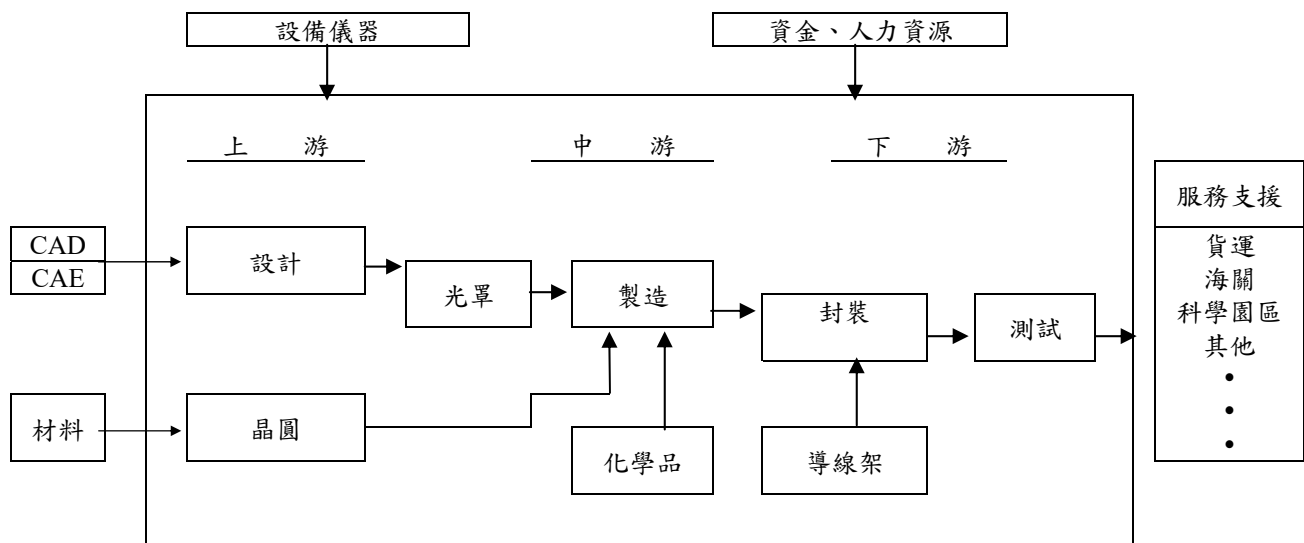 設備儀器
資金、人力資源
上 游
中 游
下 游
服務支援
貨運
海關
科學園區
其他
•
•
•
CAD
CAE
設計
光罩
製造
封裝
測試
材料
晶圓
化學品
導線架